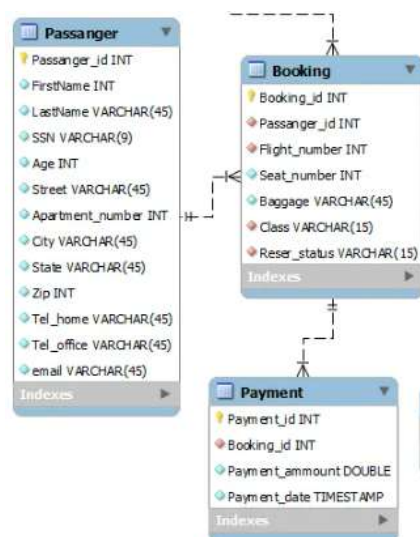 Passanger
Passanger_id INT
FirstName INT
LastName VARCHAR(45)
SSN VARCHAR(9)
Age INT
Street VARCHAR(45)
Apartment_number INT
City VARCHAR(45)
State VARCHAR(45)
Zip INT
Tel_home VARCHAR(45)
Tel_office VARCHAR(45)
email VARCHAR(45)
Indexes
Booking
Booking_id INT
Passanger_id INT
Flight_number INT
Seat_number INT
Baggage VARCHAR(45)
Class VARCHAR(15)
Reser_status VARCHAR(15)
Indexes
Payment
Payment_id INT
Booking_id INT
Payment_ammount DOUBLE
Payment_date TIMESTAMP
Indexes